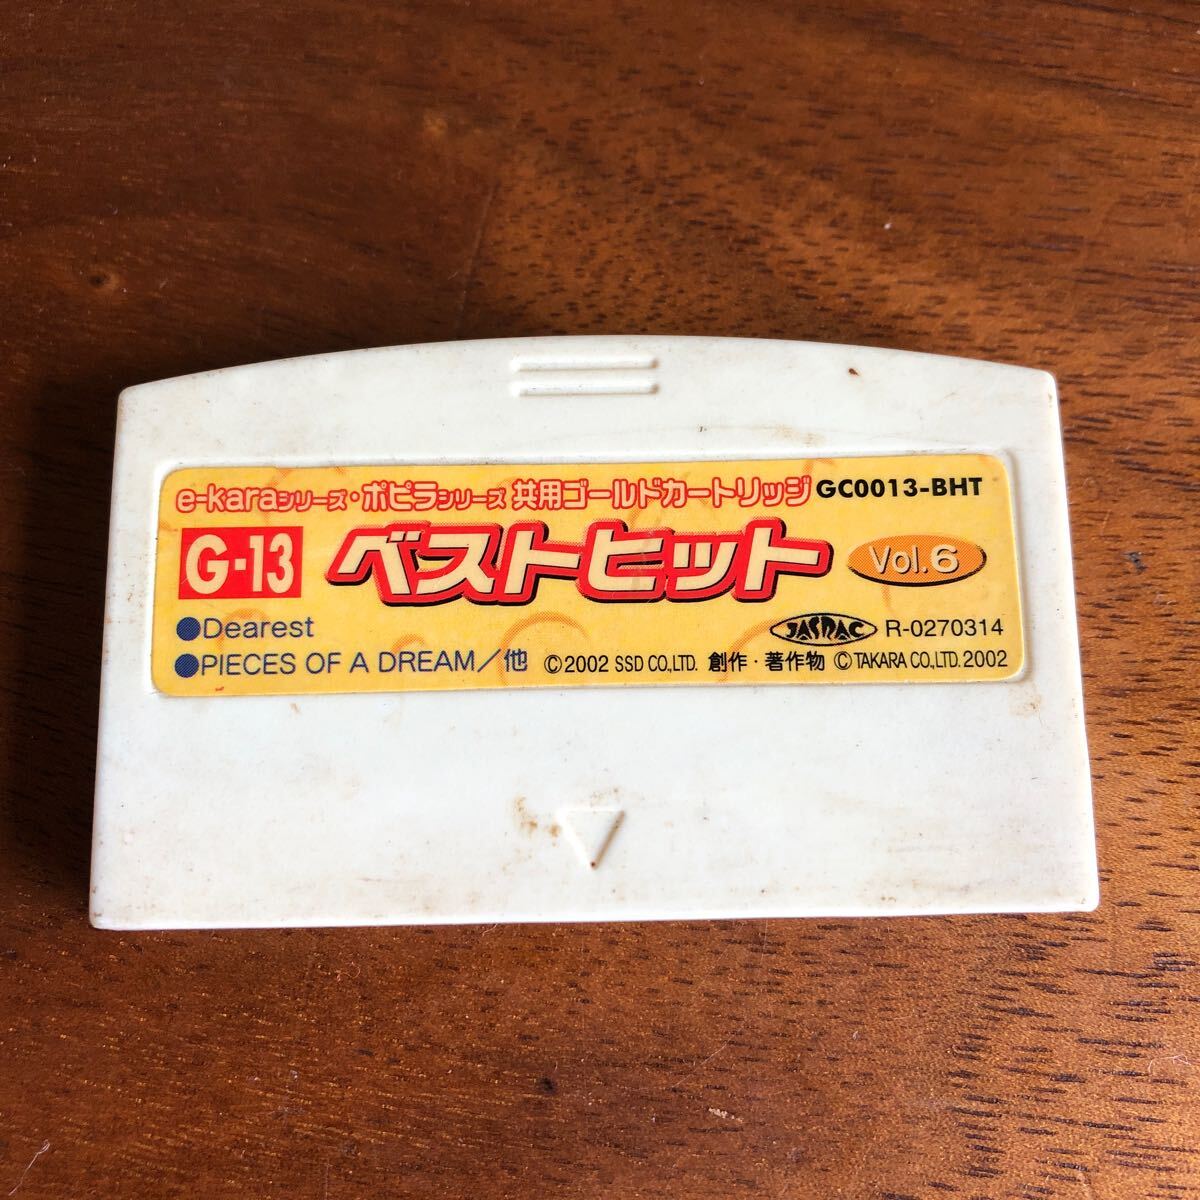 e-karaシリーズ・ポピラシリーズ 共用ゴールドカートリッジ GC0013-BHT
G-13 ベストヒット Vol.6
●Dearest
JASRAC R-0270314
●PIECES OF A DREAM／他 ©2002 SSD CO.,LTD. 創作・著作物 ©TAKARA CO.,LTD.2002